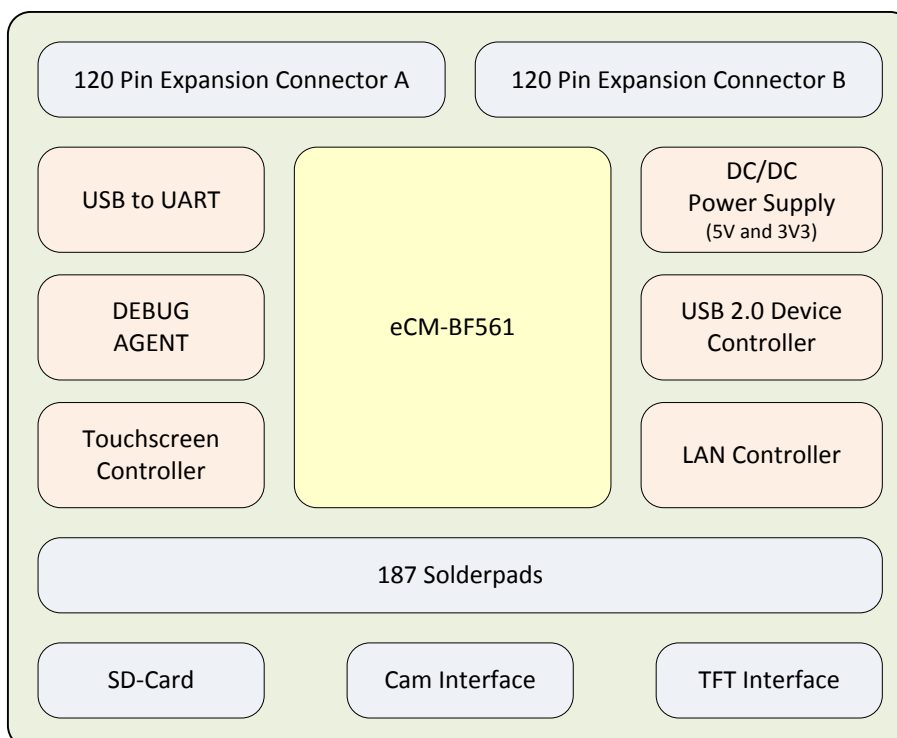 120 Pin Expansion Connector A
120 Pin Expansion Connector B
USB to UART
eCM-BF561
DC/DC
Power Supply
(5V and 3V3)
DEBUG
AGENT
USB 2.0 Device
Controller
Touchscreen
Controller
LAN Controller
187 Solderpads
SD-Card
Cam Interface
TFT Interface